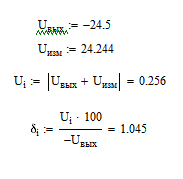 Uвых := −24.5
Uизм := 24.244
Ui := |Uвых + Uизм| = 0.256
δi := Ui · 100 / −Uвых = 1.045